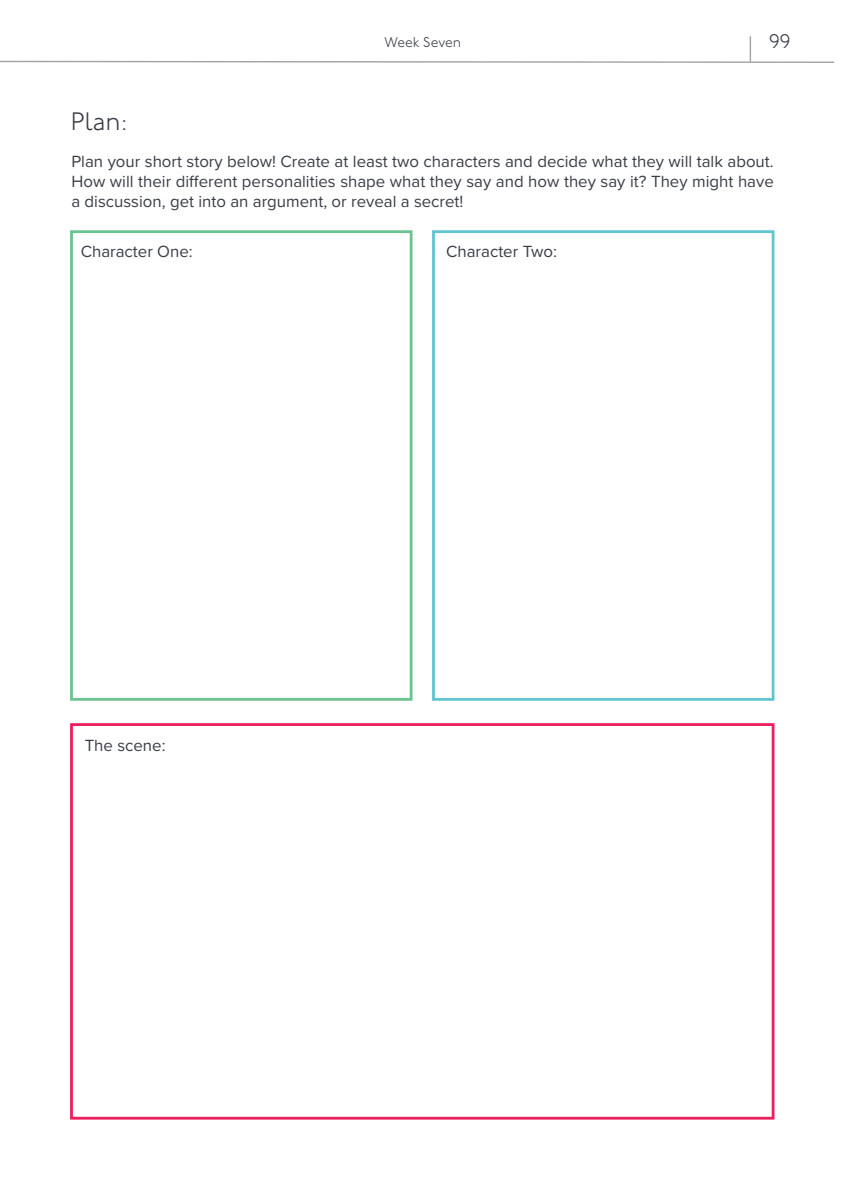 Week Seven
99
Plan:
Plan your short story below! Create at least two characters and decide what they will talk about.
How will their different personalities shape what they say and how they say it? They might have
a discussion, get into an argument, or reveal a secret!
Character One:
Character Two:
The scene: